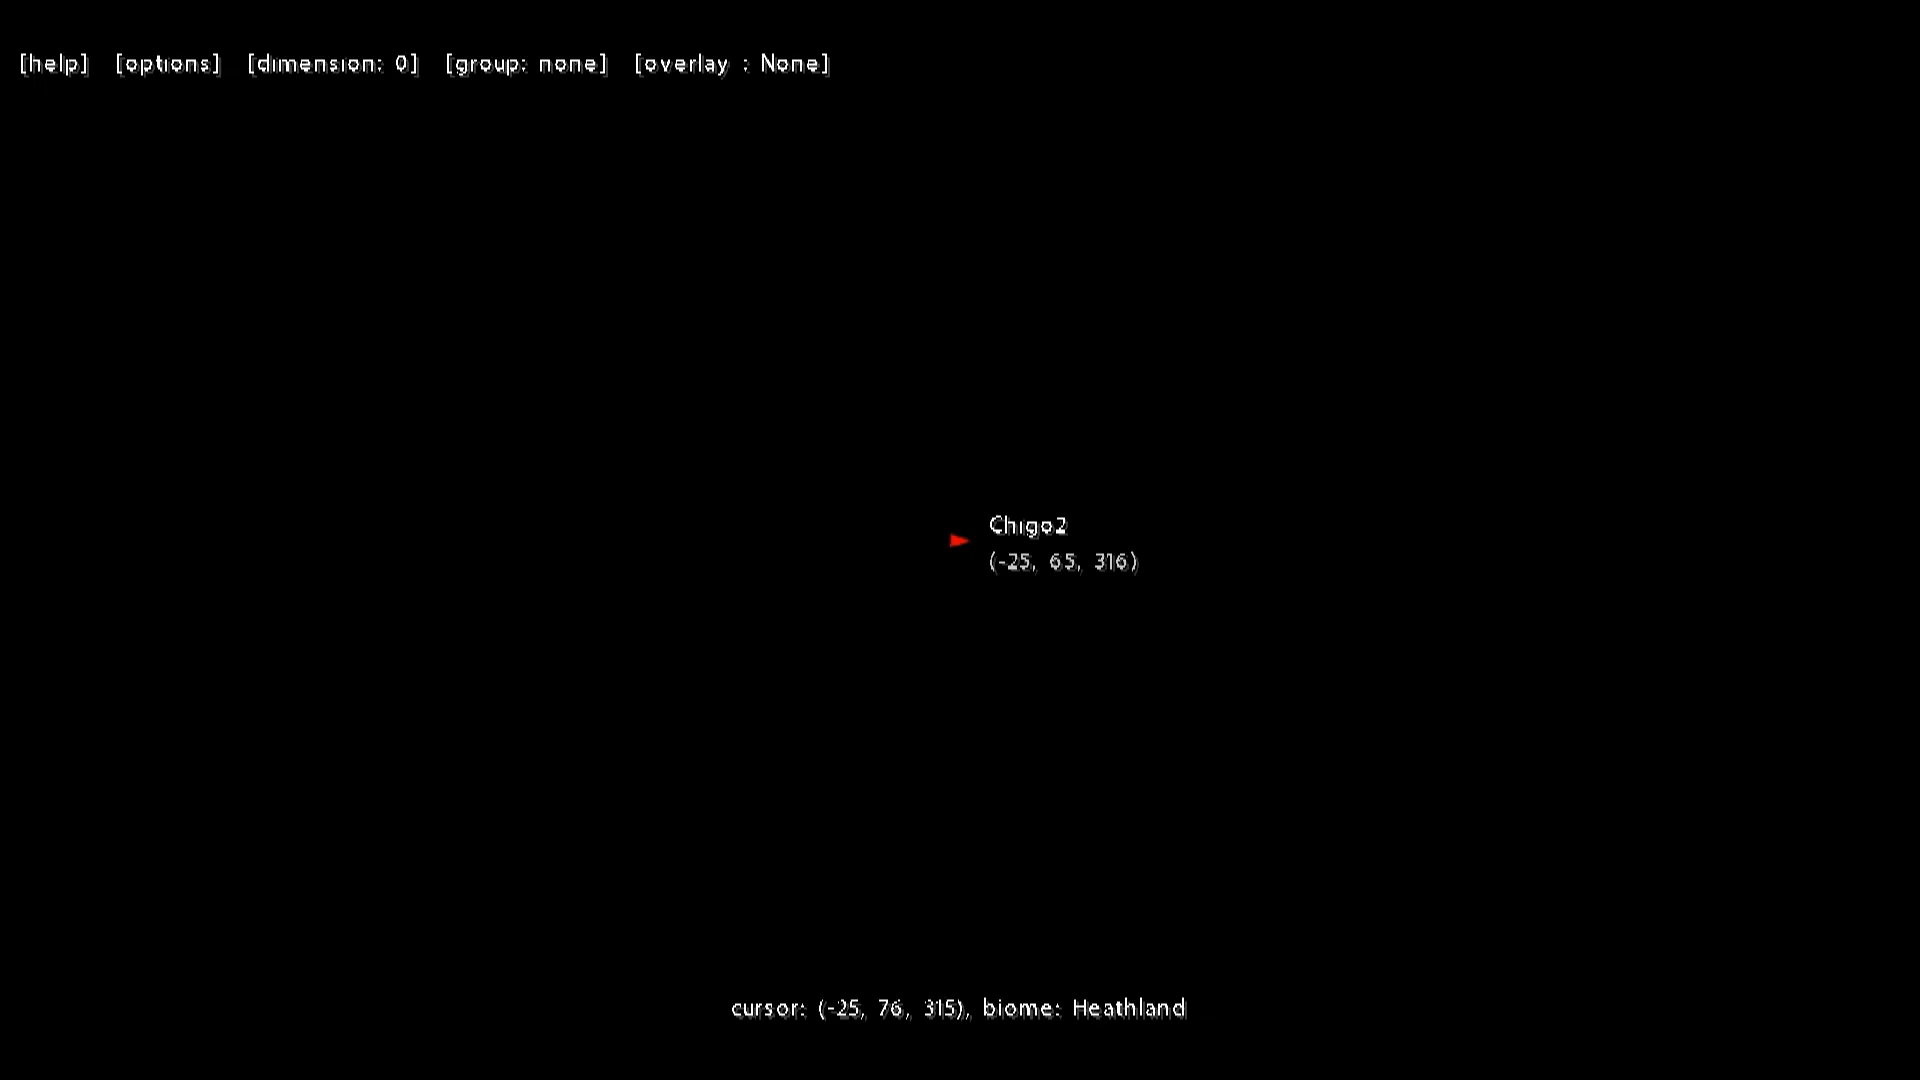 [help] [options] [dimension: 0] [group: none] [overlay : None]
Chigo2
(-25, 65, 316)
cursor: (-25, 76, 315), biome: Heathland